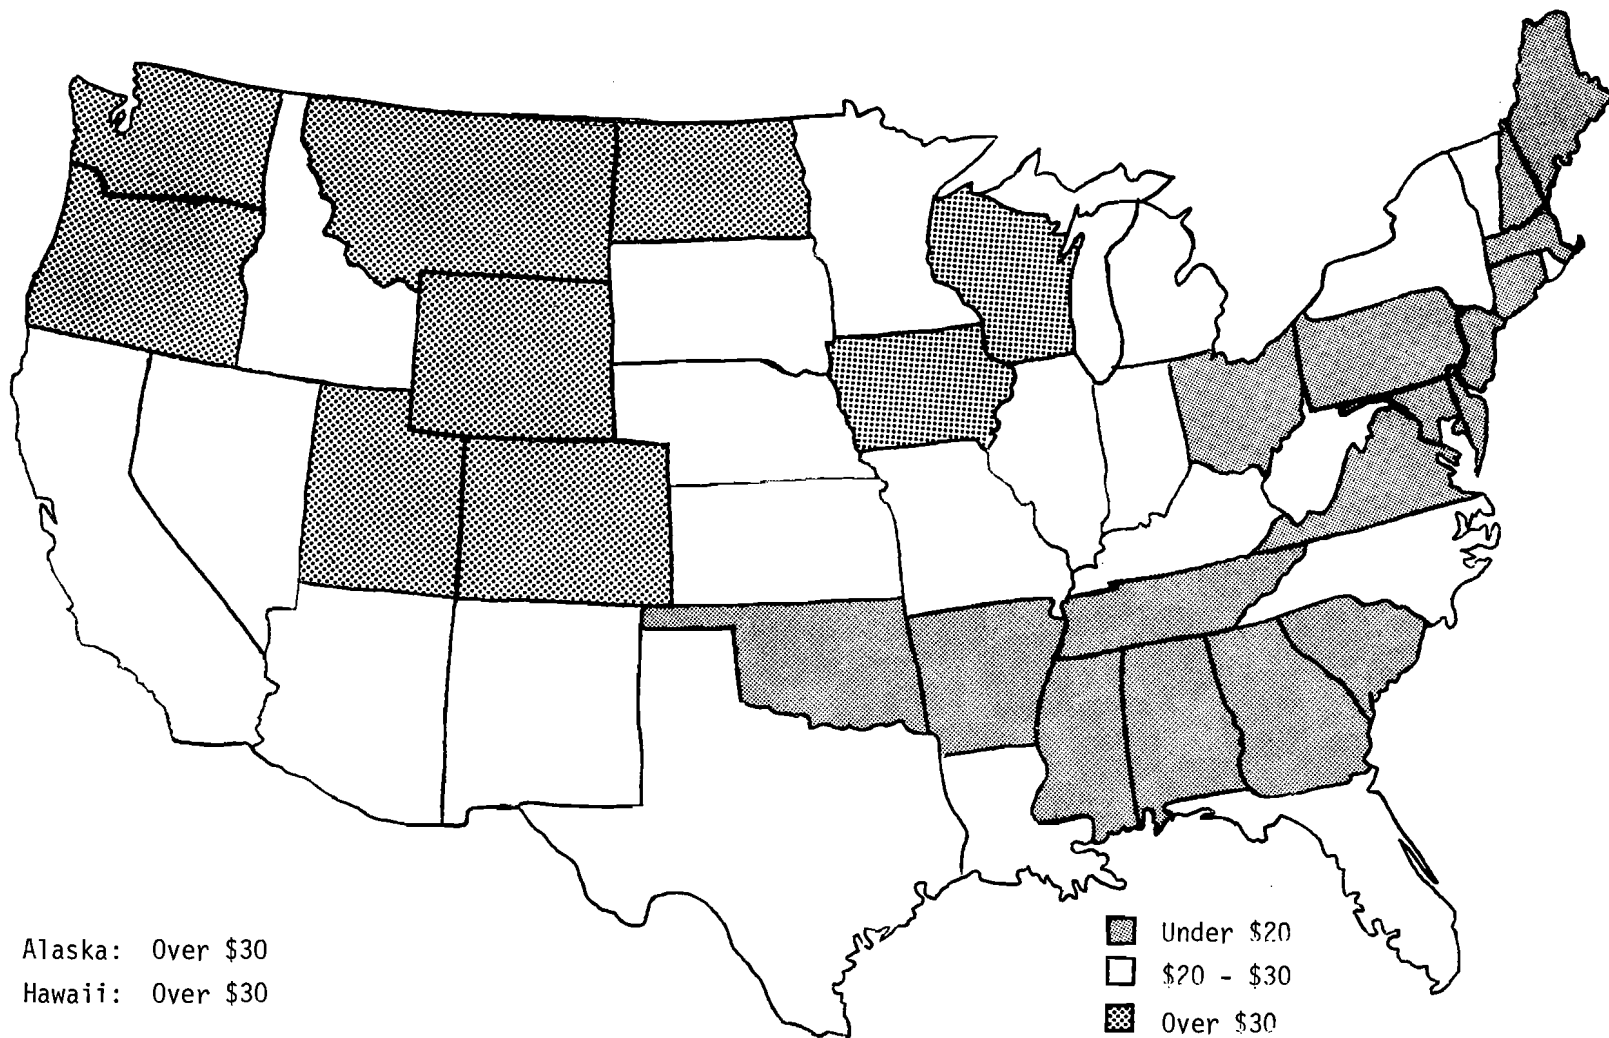 Alaska: Over $30
Hawaii: Over $30
Under $20
$20 - $30
Over $30